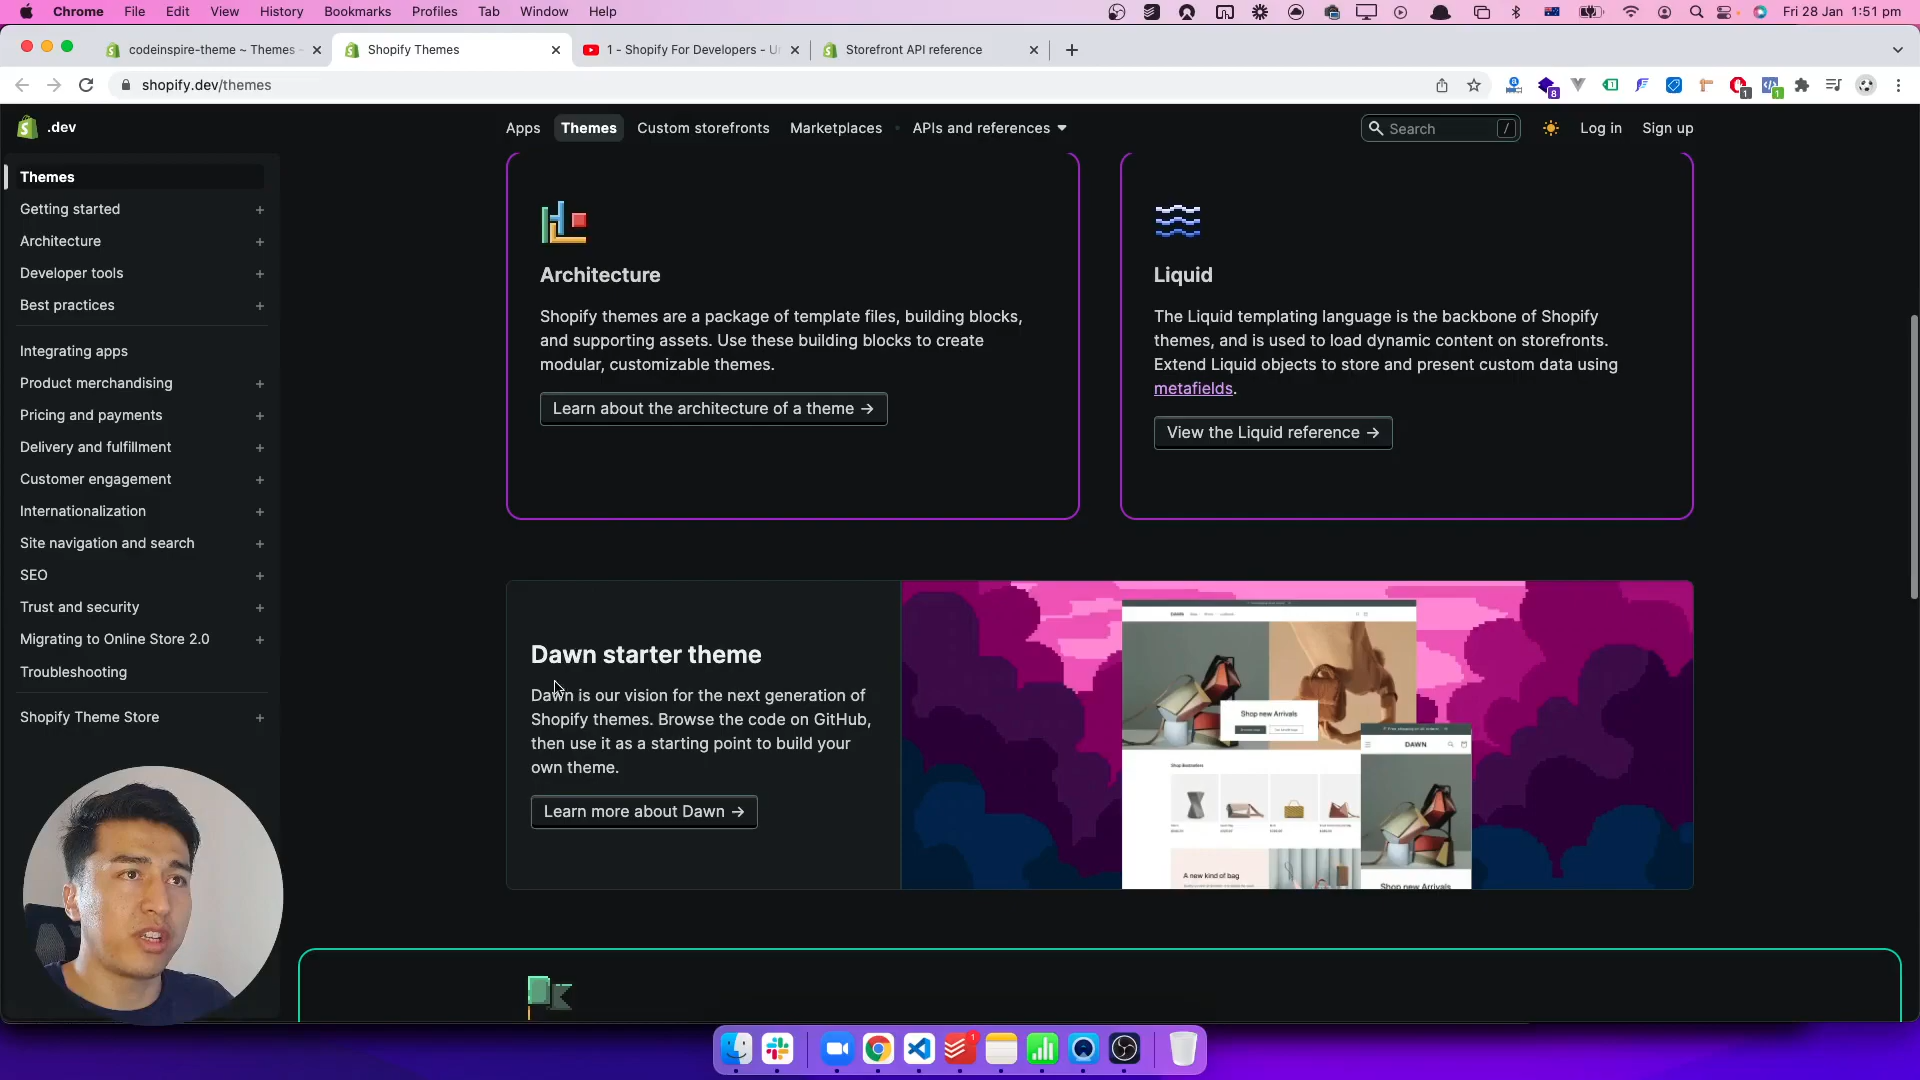 Chrome File Edit View History Bookmarks Profiles Tab Window Help Fri 28 Jan 1:51 pm
codeinspire-theme ~ Themes Shopify Themes 1 - Shopify For Developers - Storefront API reference
shopify.dev/themes
8 1 1
.dev Apps Themes Custom storefronts Marketplaces APIs and references Search / Log in Sign up
Themes
Getting started
Architecture
Developer tools
Best practices
Integrating apps
Product merchandising
Pricing and payments
Delivery and fulfillment
Customer engagement
Internationalization
Site navigation and search
SEO
Trust and security
Migrating to Online Store 2.0
Troubleshooting
Shopify Theme Store
Architecture
Shopify themes are a package of template files, building blocks,
and supporting assets. Use these building blocks to create
modular, customizable themes.
Learn about the architecture of a theme →
Liquid
The Liquid templating language is the backbone of Shopify
themes, and is used to load dynamic content on storefronts.
Extend Liquid objects to store and present custom data using
metafields.
View the Liquid reference →
Dawn starter theme
Dawn is our vision for the next generation of
Shopify themes. Browse the code on GitHub,
then use it as a starting point to build your
own theme.
Learn more about Dawn →
Shop new Arrivals
DAWN
A new kind of bag
Shop new Arrivals
1